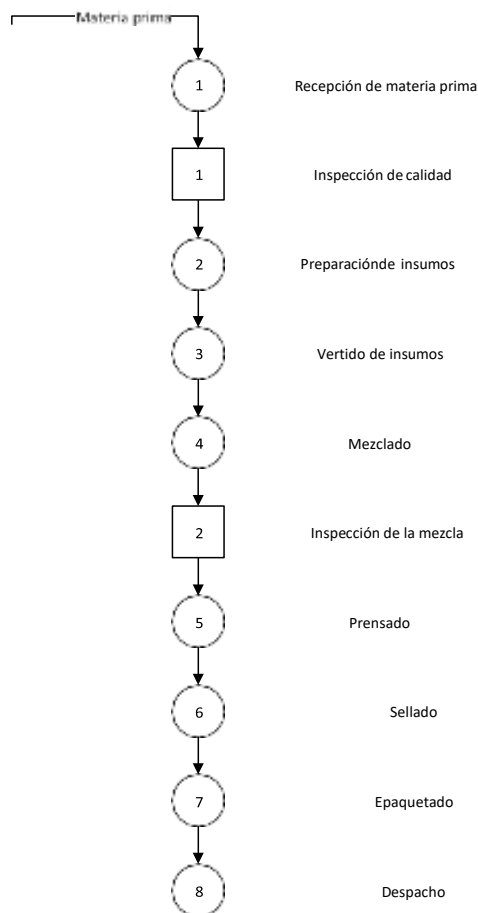 Materia prima
1 Recepción de materia prima
1 Inspección de calidad
2 Preparaciónde insumos
3 Vertido de insumos
4 Mezclado
2 Inspección de la mezcla
5 Prensado
6 Sellado
7 Epaquetado
8 Despacho